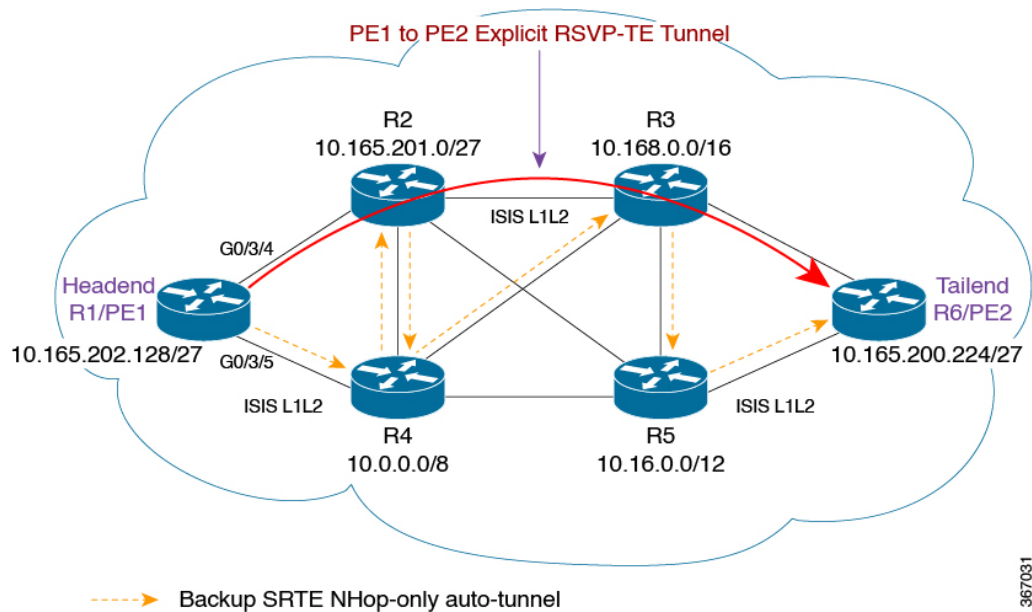 PE1 to PE2 Explicit RSVP-TE Tunnel
R2
10.165.201.0/27
R3
10.168.0.0/16
ISIS L1L2
G0/3/4
Headend
R1/PE1
10.165.202.128/27
Tailend
R6/PE2
10.165.200.224/27
G0/3/5
ISIS L1L2
ISIS L1L2
R4
10.0.0.0/8
R5
10.16.0.0/12
Backup SRTE NHop-only auto-tunnel
367031